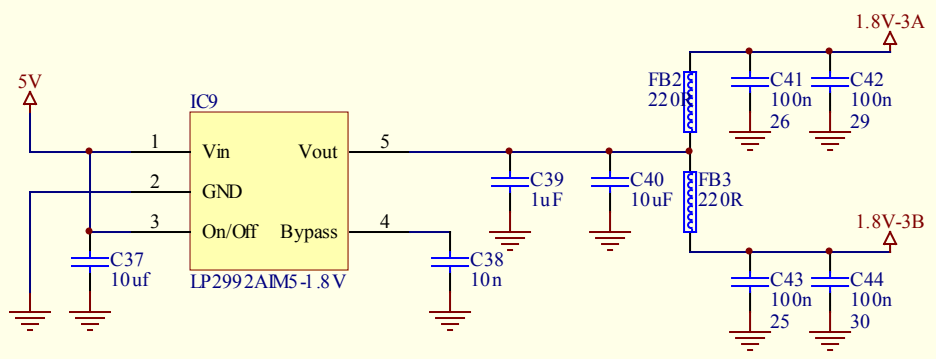 1.8V-3A
5V
FB2
220R
C41
100n
26
C42
100n
29
IC9
1
Vin
Vout
5
2
GND
3
On/Off
Bypass
4
LP2992AIM5-1.8V
C37
10uf
C38
10n
C39
1uF
C40
10uF
FB3
220R
1.8V-3B
C43
100n
25
C44
100n
30